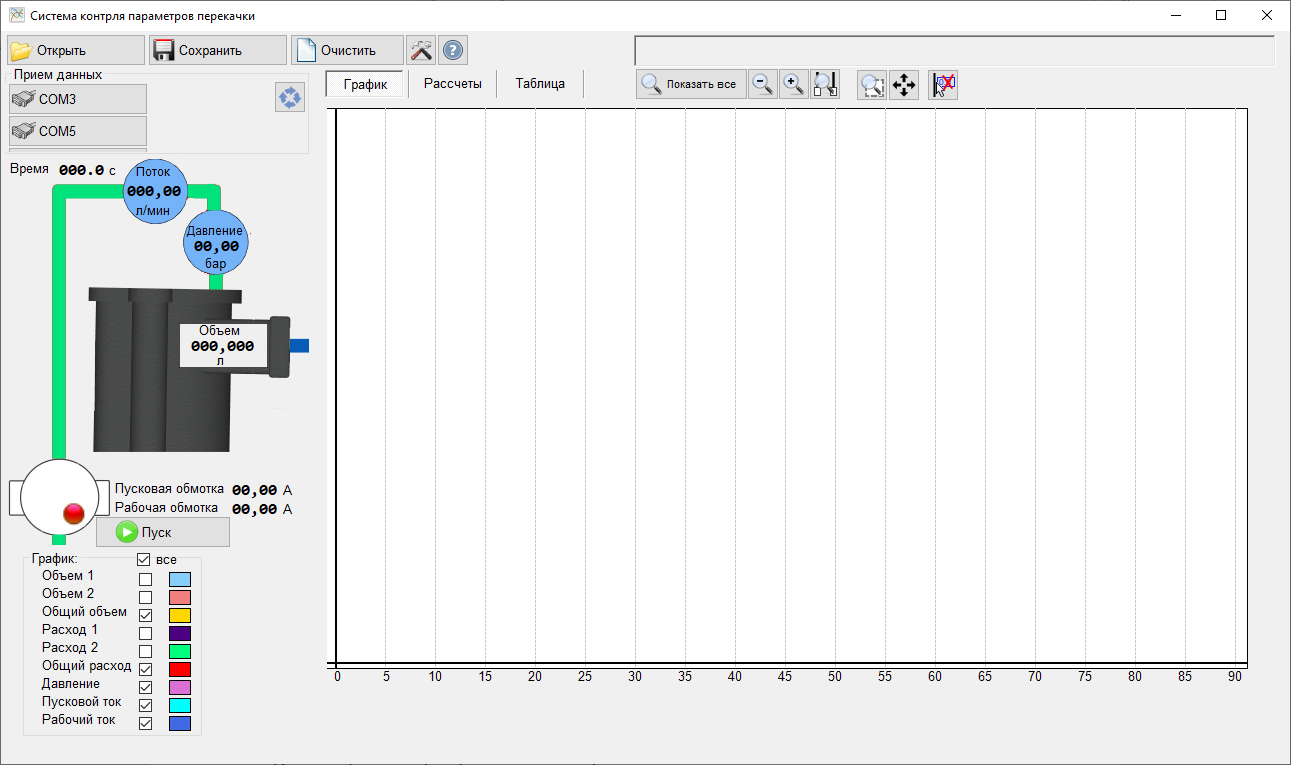 Система контрля параметров перекачки
Открыть
Сохранить
Очистить
Прием данных
COM3
COM5
График
Рассчеты
Таблица
Показать все
Время 000.0 с
Поток
000,00
л/мин
Давление
00,00
бар
Объем
000,000
л
Пусковая обмотка 00,00 А
Рабочая обмотка 00,00 А
Пуск
График:
все
Объем 1
Объем 2
Общий объем
Расход 1
Расход 2
Общий расход
Давление
Пусковой ток
Рабочий ток
0 5 10 15 20 25 30 35 40 45 50 55 60 65 70 75 80 85 90